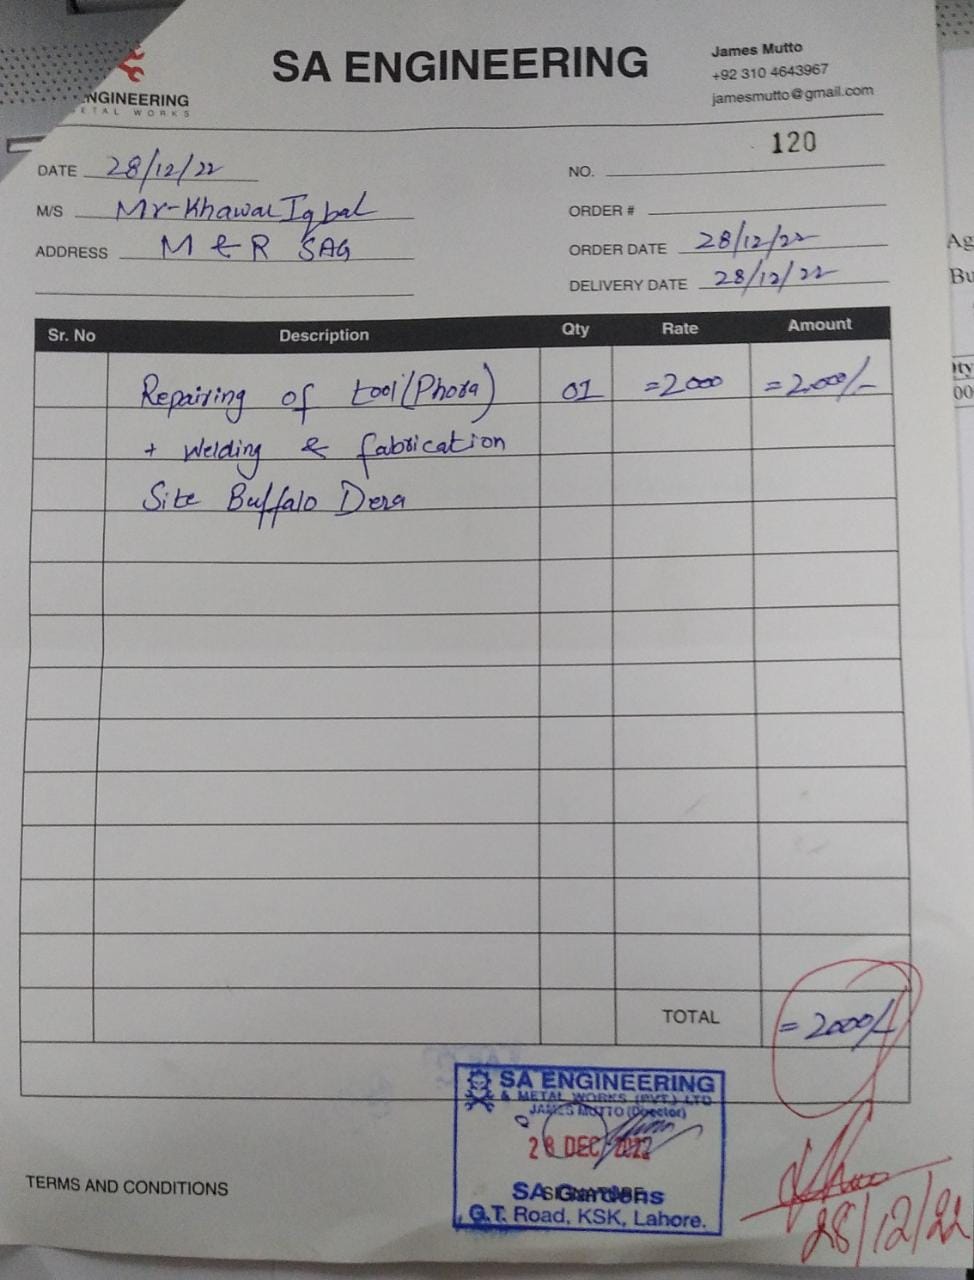 SA ENGINEERING
James Mutto
+92 310 4643967
jamesmutto@gmail.com
NGINEERING
ETAL WORKS
120
DATE 28/12/22
NO.
M/S Mr-Khawar Iqbal
ORDER #
ADDRESS M & R SAG
ORDER DATE 28/12/22
DELIVERY DATE 28/12/22
Sr. No Description Qty Rate Amount
Repairing of tool (Phora) 01 =2000 =2000/-
+ Welding & fabrication
Site Buffalo Dera
TOTAL =2000/-
SA ENGINEERING
& METAL WORKS (PVT.) LTD
JAMES MUTTO (Director)
28 DEC 2022
SIGNATURE
SA Gardens
G.T. Road, KSK, Lahore.
TERMS AND CONDITIONS
28/12/22
Ag
Bu
ty
00